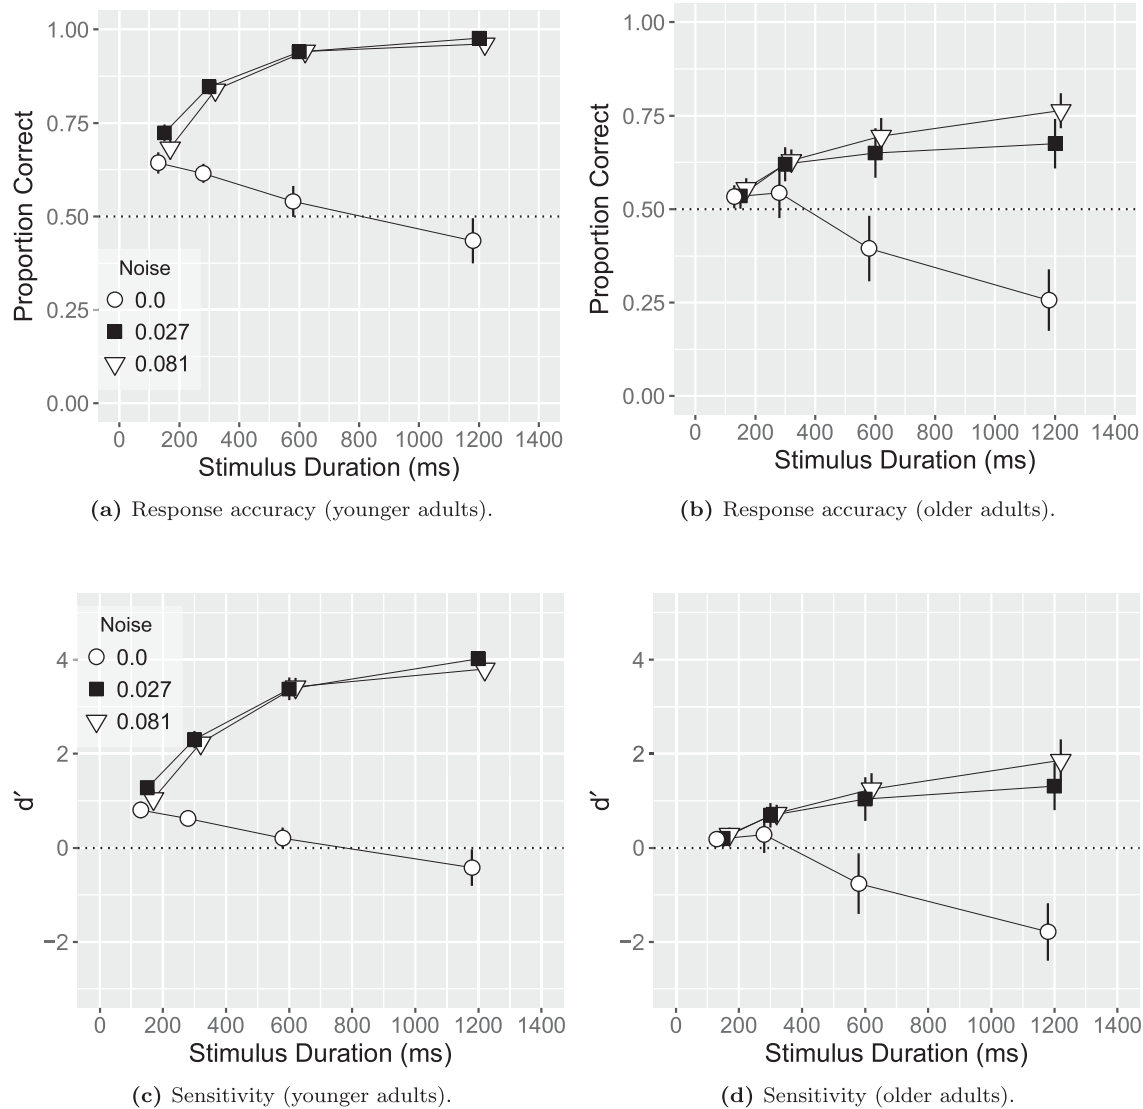 1.00
0.75
0.50
0.25
0.00
Proportion Correct
Noise
0.0
0.027
0.081
0 200 400 600 800 1000 1200 1400
Stimulus Duration (ms)
(a) Response accuracy (younger adults).
1.00
0.75
0.50
0.25
0.00
Proportion Correct
0 200 400 600 800 1000 1200 1400
Stimulus Duration (ms)
(b) Response accuracy (older adults).
4
2
0
−2
d′
Noise
0.0
0.027
0.081
0 200 400 600 800 1000 1200 1400
Stimulus Duration (ms)
(c) Sensitivity (younger adults).
4
2
0
−2
d′
0 200 400 600 800 1000 1200 1400
Stimulus Duration (ms)
(d) Sensitivity (older adults).